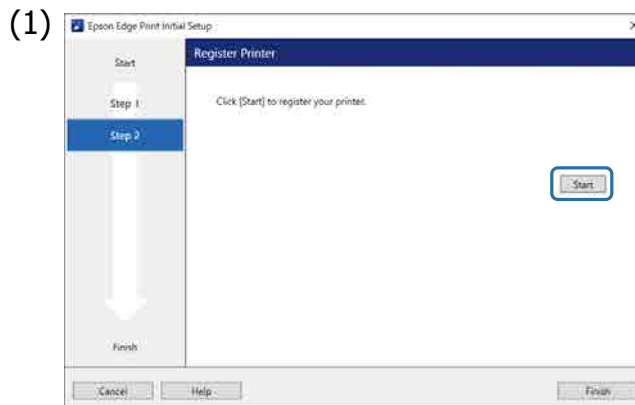 (1)
Epson Edge Print Initial Setup
Register Printer
Start
Step 1
Step 2
Finish
Click [Start] to register your printer.
Start
Cancel
Help
Finish